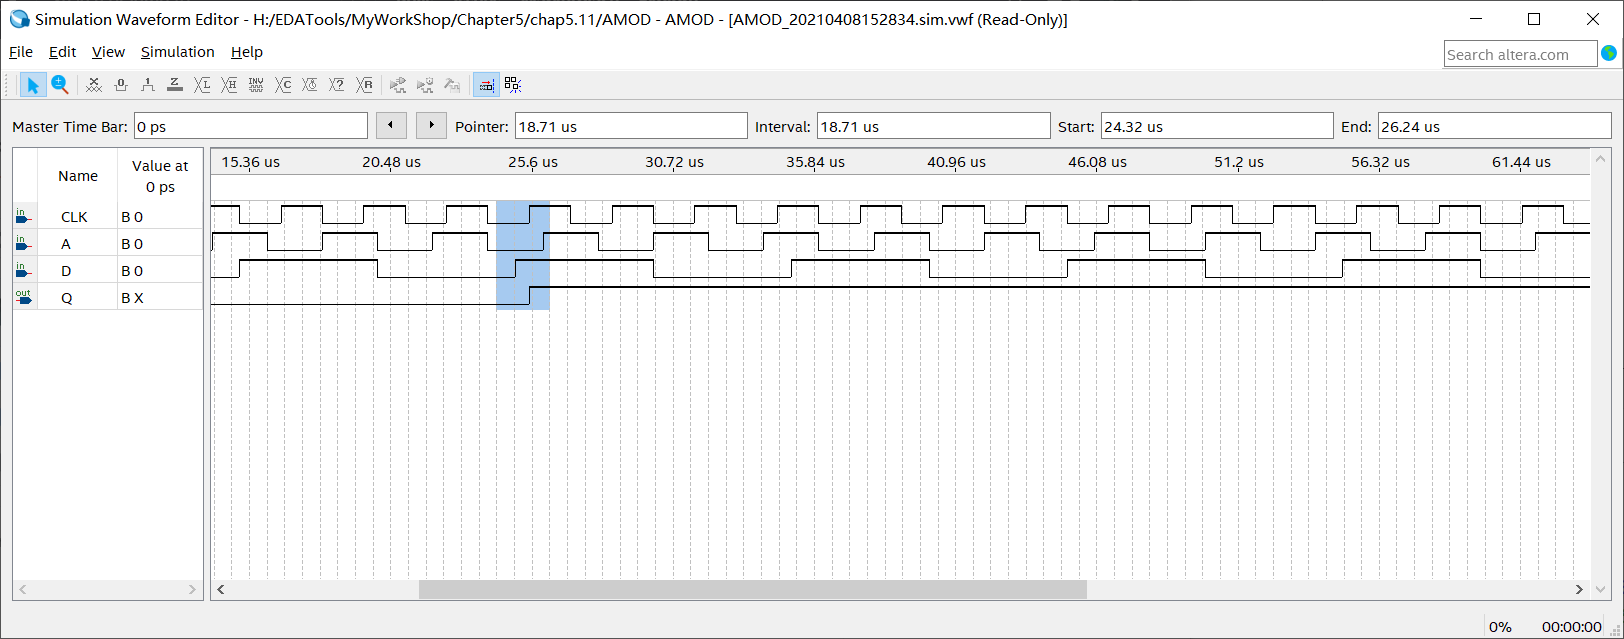 Simulation Waveform Editor - H:/EDATools/MyWorkShop/Chapter5/chap5.11/AMOD - AMOD - [AMOD_20210408152834.sim.vwf (Read-Only)]
File Edit View Simulation Help
Search altera.com
Master Time Bar: 0 ps Pointer: 18.71 us Interval: 18.71 us Start: 24.32 us End: 26.24 us
Name Value at 0 ps
15.36 us 20.48 us 25.6 us 30.72 us 35.84 us 40.96 us 46.08 us 51.2 us 56.32 us 61.44 us
in CLK B 0
in A B 0
in D B 0
out Q B X
0% 00:00:00